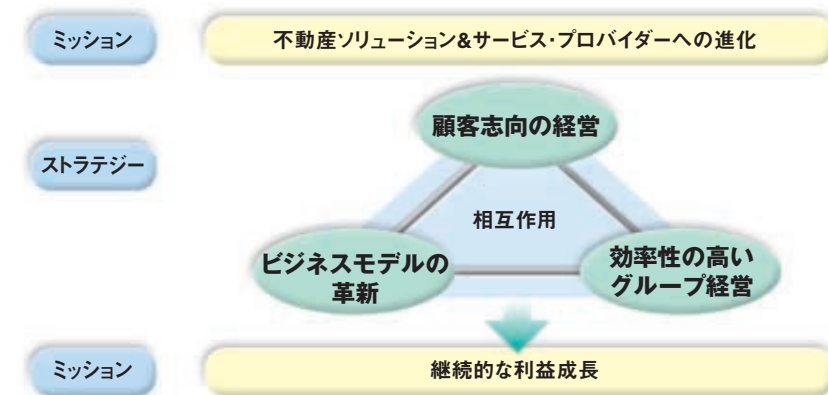 ミッション
不動産ソリューション&サービス・プロバイダーへの進化
顧客志向の経営
ストラテジー
相互作用
ビジネスモデルの
革新
効率性の高い
グループ経営
ミッション
継続的な利益成長